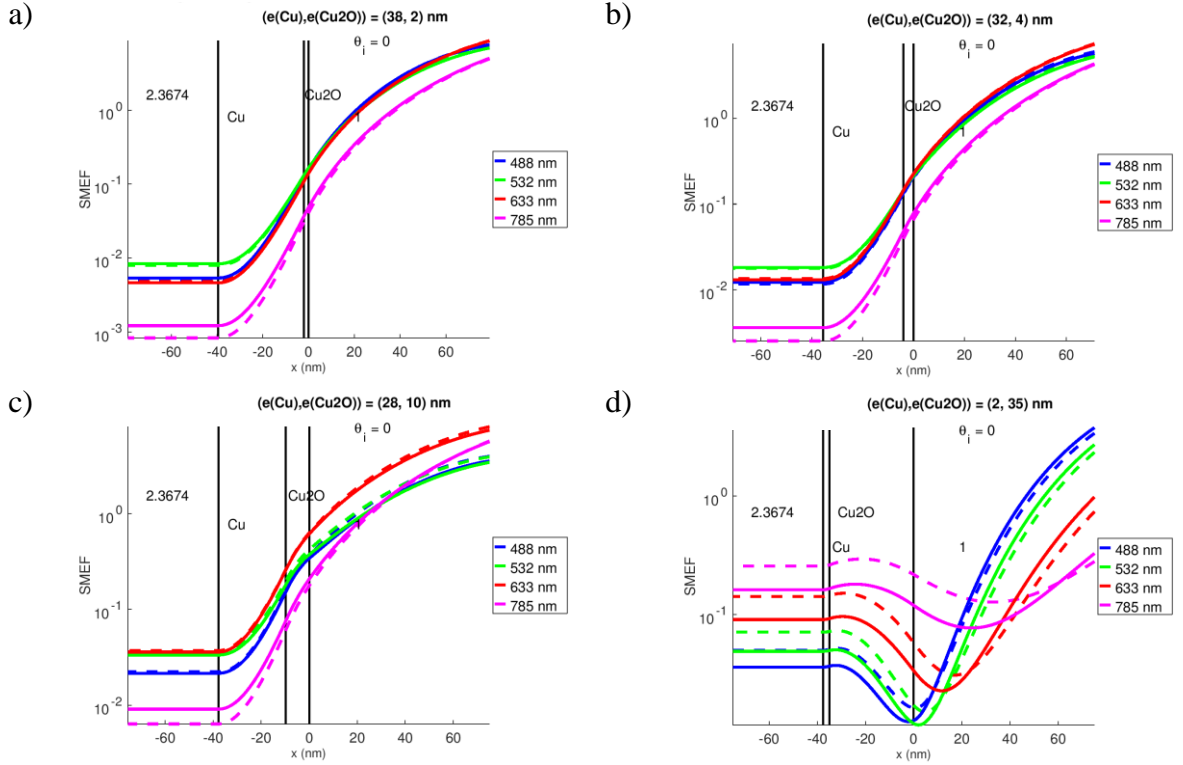 a)
(e(Cu),e(Cu2O)) = (38, 2) nm
θi = 0
2.3674
Cu
Cu2O
1
SMEF
10^0
10^-1
10^-2
10^-3
-60 -40 -20 0 20 40 60
x (nm)
488 nm
532 nm
633 nm
785 nm
b)
(e(Cu),e(Cu2O)) = (32, 4) nm
θi = 0
2.3674
Cu2O
Cu
1
SMEF
10^0
10^-1
10^-2
-60 -40 -20 0 20 40 60
x (nm)
488 nm
532 nm
633 nm
785 nm
c)
(e(Cu),e(Cu2O)) = (28, 10) nm
θi = 0
2.3674
Cu2O
Cu
1
SMEF
10^0
10^-1
10^-2
-60 -40 -20 0 20 40 60
x (nm)
488 nm
532 nm
633 nm
785 nm
d)
(e(Cu),e(Cu2O)) = (2, 35) nm
θi = 0
2.3674
Cu2O
Cu
1
SMEF
10^0
10^-1
-60 -40 -20 0 20 40 60
x (nm)
488 nm
532 nm
633 nm
785 nm